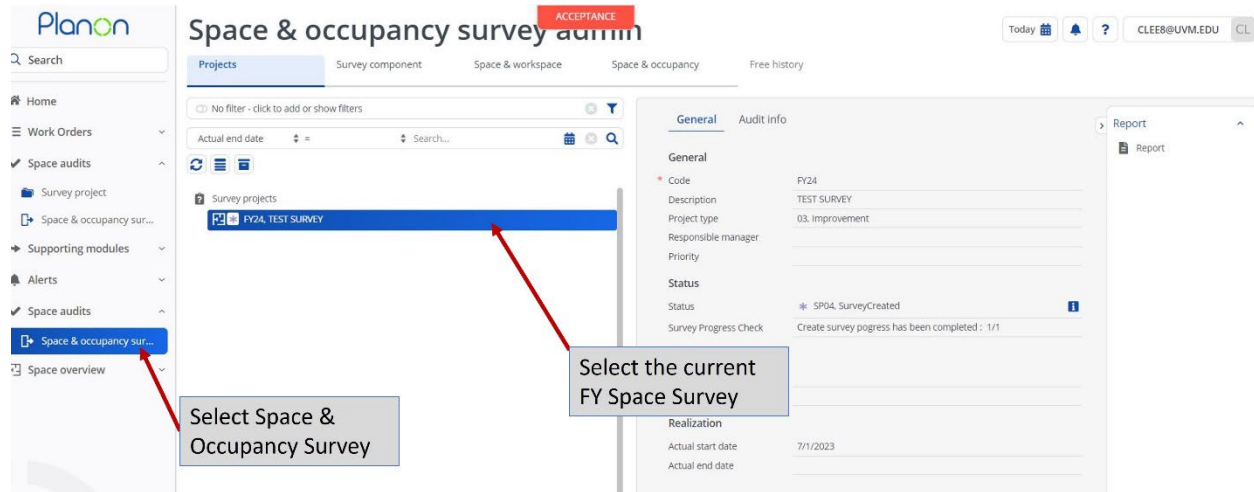 Planon
Search
Home
Work Orders
Space audits
Survey project
Space & occupancy sur...
Supporting modules
Alerts
Space audits
Space & occupancy sur...
Space overview
Select Space &
Occupancy Survey
Space & occupancy survey admin
ACCEPTANCE
Today
?
CLEE8@UVM.EDU
CL
Projects
Survey component
Space & workspace
Space & occupancy
Free history
No filter - click to add or show filters
Actual end date
=
Search...
Survey projects
FY24, TEST SURVEY
Select the current
FY Space Survey
General
Audit info
General
* Code FY24
Description TEST SURVEY
Project type 03, Improvement
Responsible manager
Priority
Status
Status SP04, SurveyCreated
Survey Progress Check Create survey pogress has been completed : 1/1
Realization
Actual start date 7/1/2023
Actual end date
Report
Report